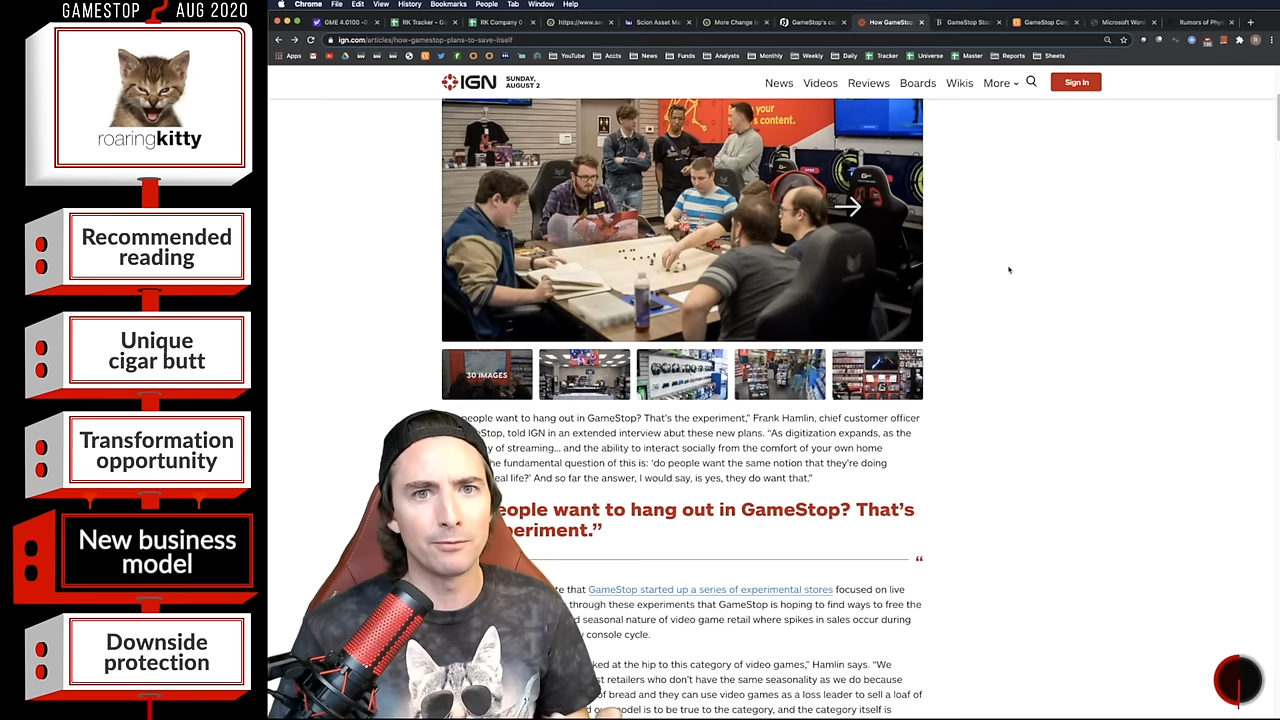 GAMESTOP AUG 2020
roaringkitty
Recommended
reading
Unique
cigar butt
Transformation
opportunity
New business
model
Downside
protection
Chrome File Edit View History Bookmarks People Tab Window Help
GME 4.0100 - G RK Tracker - Go RK Company O https://www.se Scion Asset M More Change is GameStop's co How GameStop GameStop Stoc GameStop Cor Microsoft Word Rumors of Phys
ign.com/articles/how-gamestop-plans-to-save-itself
Apps YouTube Accts News Funds Analysts Monthly Weekly Daily Tracker Universe Master Reports Sheets
IGN SUNDAY,
AUGUST 2
News Videos Reviews Boards Wikis More Sign In
your
s content.
30 IMAGES
people want to hang out in GameStop? That's the experiment,” Frank Hamlin, chief customer officer
eStop, told IGN in an extended interview abut these new plans. “As digitization expands, as the
y of streaming... and the ability to interact socially from the comfort of your own home
he fundamental question of this is: ‘do people want the same notion that they're doing
eal life?’ And so far the answer, I would say, is yes, they do want that.”
eople want to hang out in GameStop? That's
periment.”
“
te that GameStop started up a series of experimental stores focused on live
through these experiments that GameStop is hoping to find ways to free the
d seasonal nature of video game retail where spikes in sales occur during
console cycle.
ked at the hip to this category of video games,” Hamlin says. “We
st retailers who don't have the same seasonality as we do because
of bread and they can use video games as a loss leader to sell a loaf of
model is to be true to the category, and the category itself is